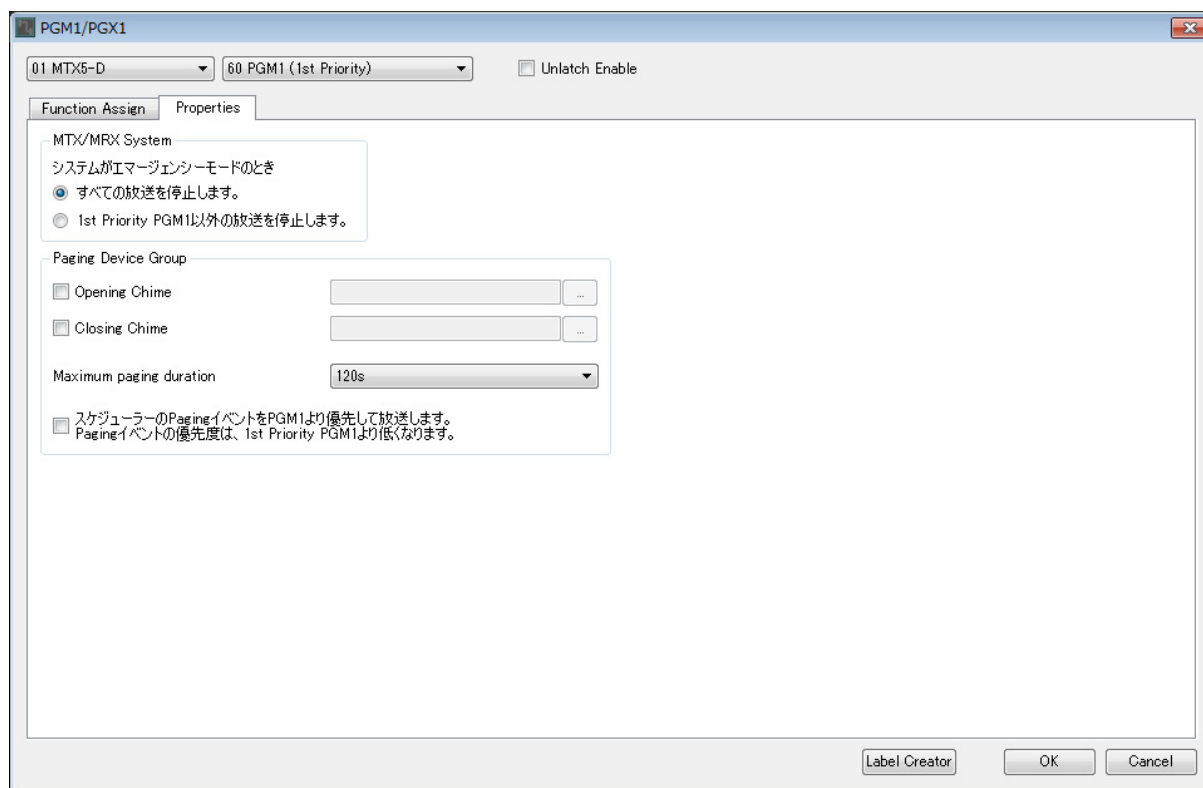 PGM1/PGX1
01 MTX5-D 60 PGM1 (1st Priority) Unlatch Enable
Function Assign Properties
MTX/MRX System
システムがエマージェンシーモードのとき
すべての放送を停止します。
1st Priority PGM1以外の放送を停止します。
Paging Device Group
Opening Chime ...
Closing Chime ...
Maximum paging duration 120s
スケジューラーのPagingイベントをPGM1より優先して放送します。
Pagingイベントの優先度は、1st Priority PGM1より低くなります。
Label Creator OK Cancel